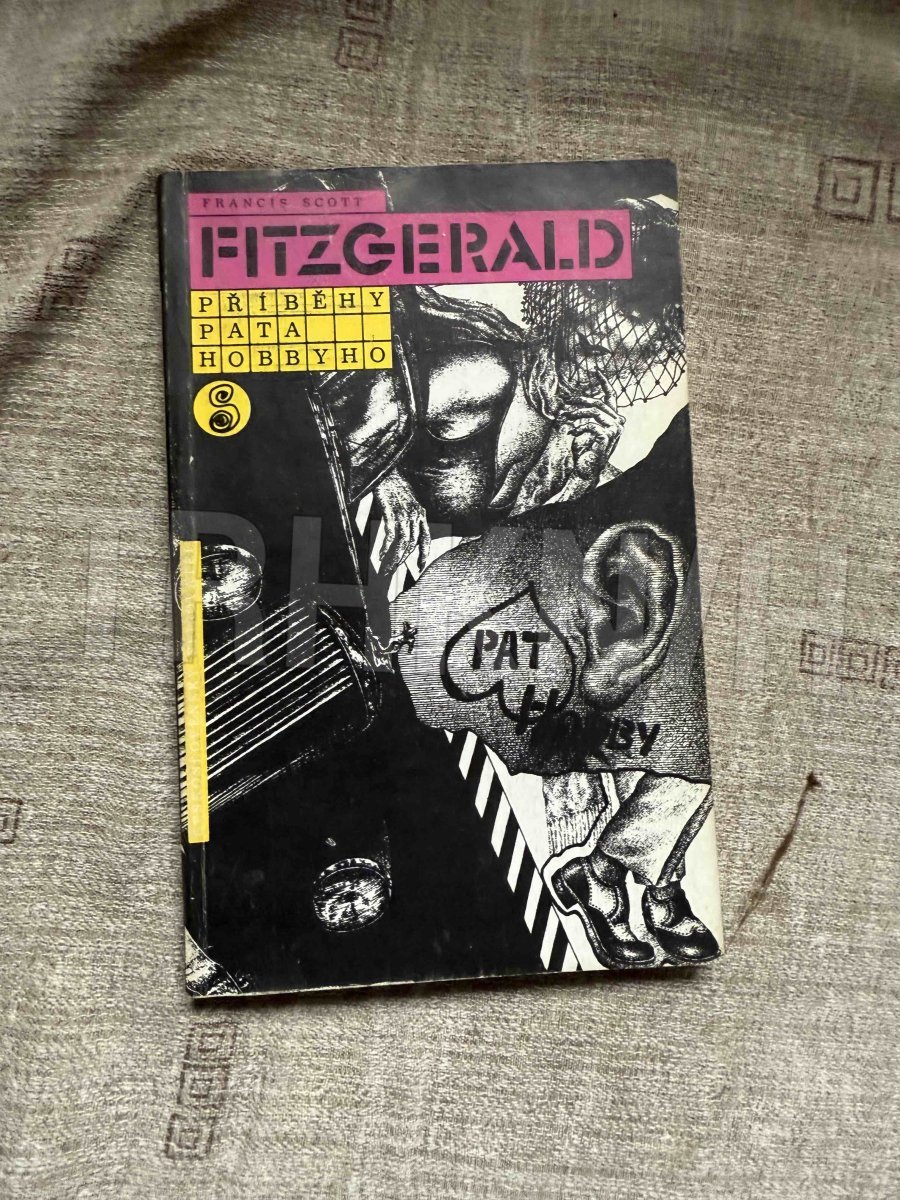 FRANCIS SCOTT
FITZGERALD
PŘÍBĚHY
PATA
HOBBYHO
PAT